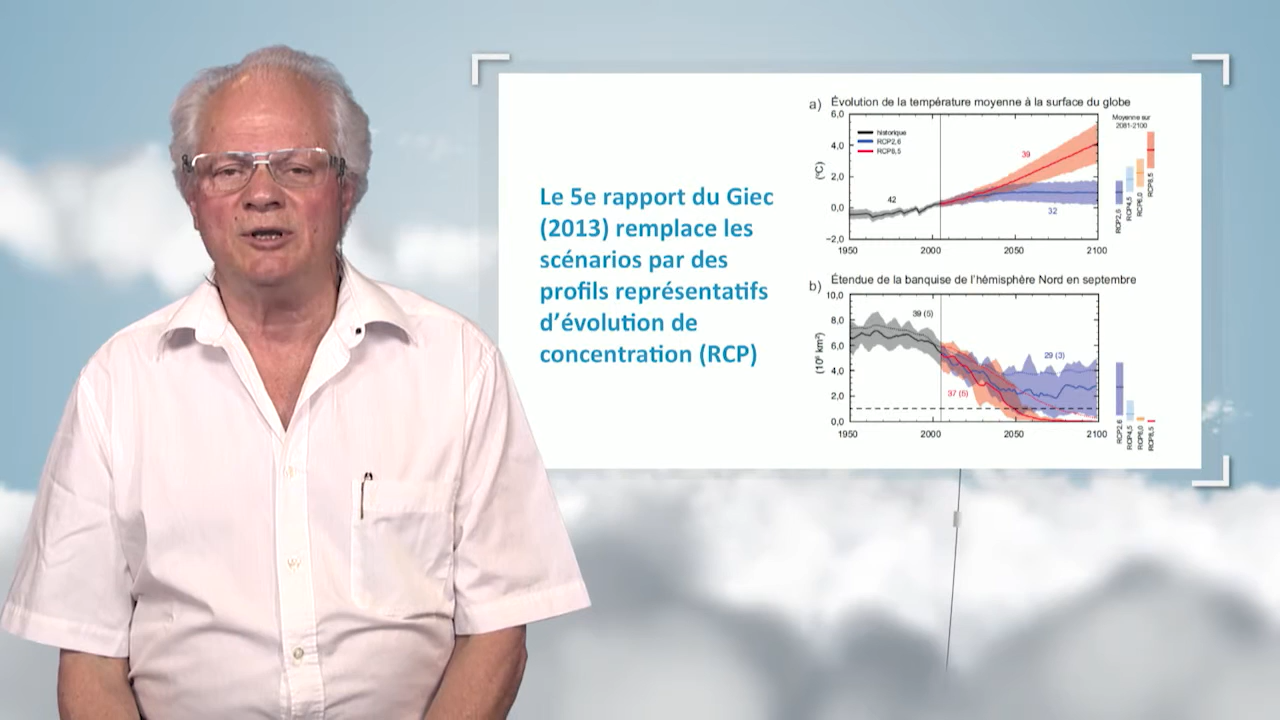 Le 5e rapport du Giec
(2013) remplace les
scénarios par des
profils représentatifs
d'évolution de
concentration (RCP)
a) Évolution de la température moyenne à la surface du globe
6,0
4,0
2,0
0,0
−2,0
(°C)
historique
RCP2,6
RCP8,5
42
39
32
1950 2000 2050 2100
Moyenne sur
2081-2100
RCP2,6
RCP4,5
RCP6,0
RCP8,5
b) Étendue de la banquise de l'hémisphère Nord en septembre
10,0
8,0
6,0
4,0
2,0
0,0
(10⁶ km²)
39 (5)
29 (3)
37 (5)
1950 2000 2050 2100
RCP2,6
RCP4,5
RCP6,0
RCP8,5